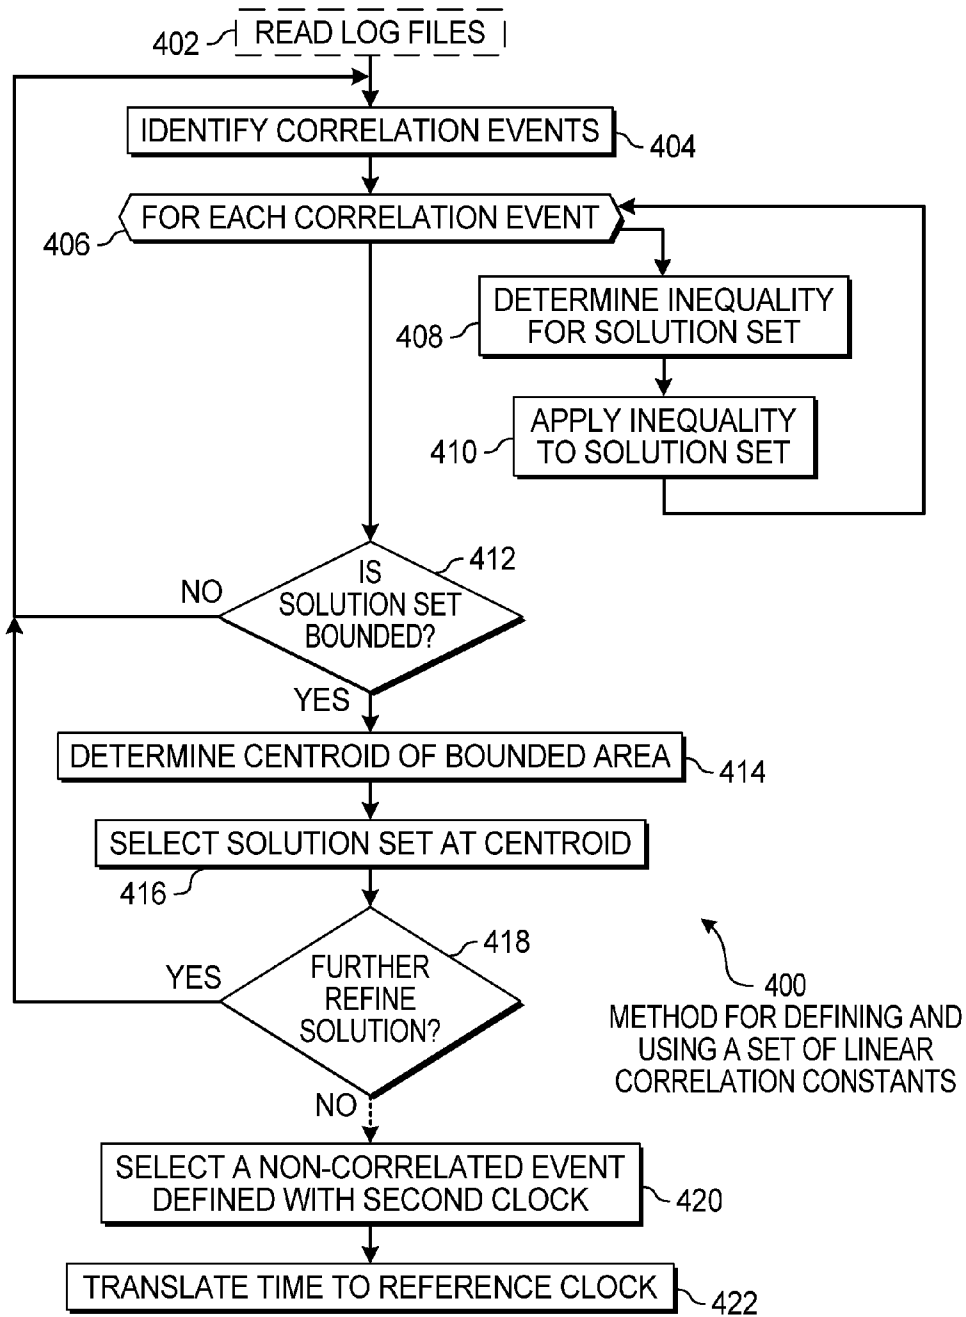 402
READ LOG FILES
IDENTIFY CORRELATION EVENTS
404
FOR EACH CORRELATION EVENT
406
DETERMINE INEQUALITY
FOR SOLUTION SET
408
APPLY INEQUALITY
TO SOLUTION SET
410
412
IS
SOLUTION SET
BOUNDED?
NO
YES
DETERMINE CENTROID OF BOUNDED AREA
414
SELECT SOLUTION SET AT CENTROID
416
418
FURTHER
REFINE
SOLUTION?
YES
NO
400
METHOD FOR DEFINING AND
USING A SET OF LINEAR
CORRELATION CONSTANTS
SELECT A NON-CORRELATED EVENT
DEFINED WITH SECOND CLOCK
420
TRANSLATE TIME TO REFERENCE CLOCK
422